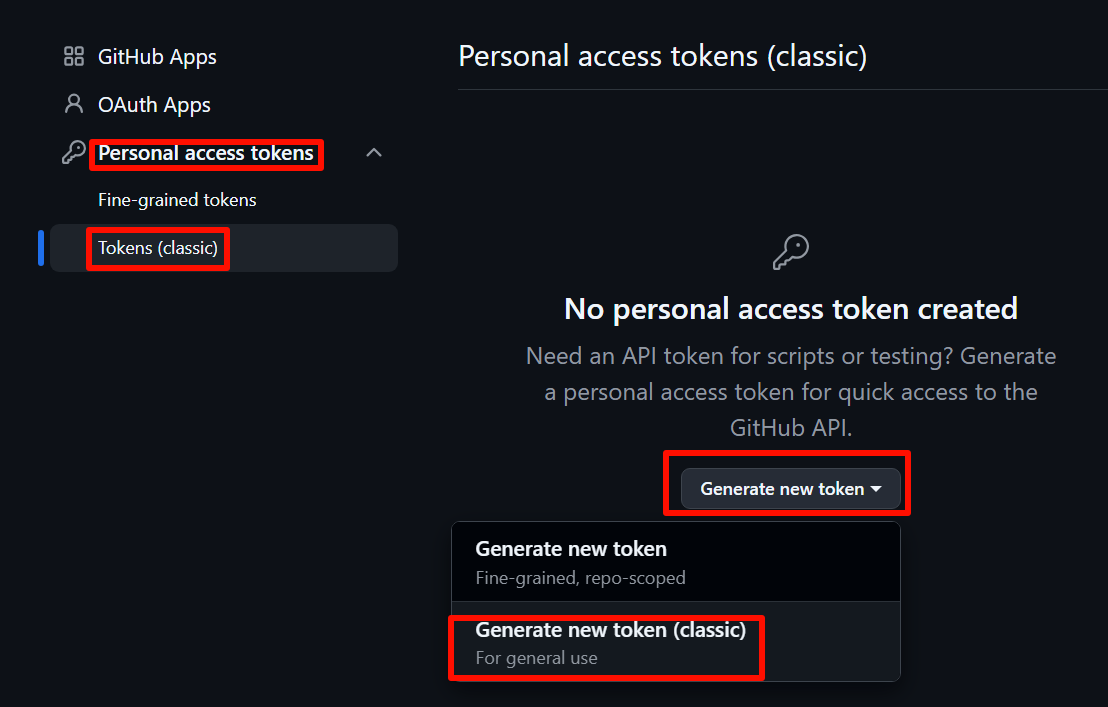 GitHub Apps
OAuth Apps
Personal access tokens
Fine-grained tokens
Tokens (classic)
Personal access tokens (classic)
No personal access token created
Need an API token for scripts or testing? Generate
a personal access token for quick access to the
GitHub API.
Generate new token
Generate new token
Fine-grained, repo-scoped
Generate new token (classic)
For general use